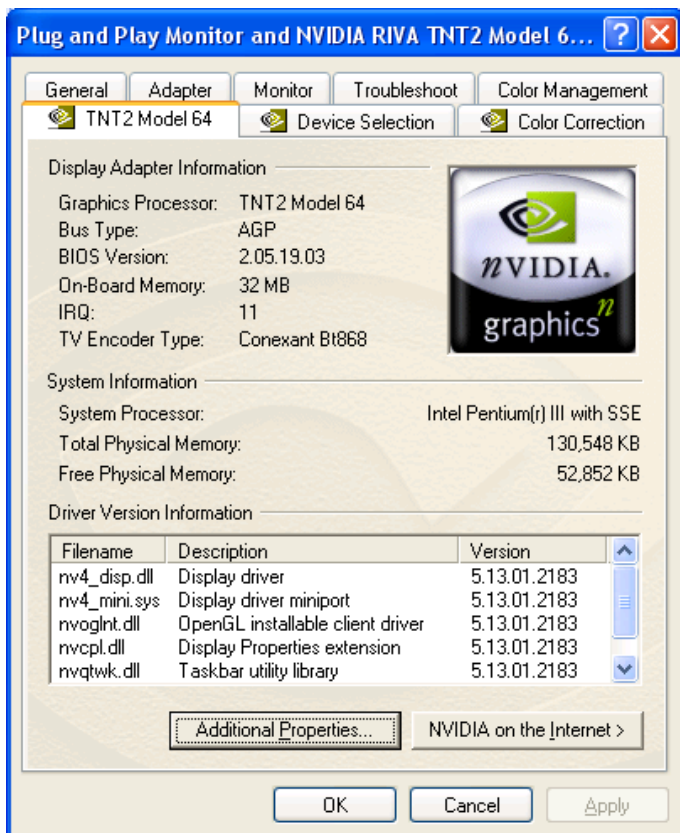 Plug and Play Monitor and NVIDIA RIVA TNT2 Model 6...
General Adapter Monitor Troubleshoot Color Management
TNT2 Model 64 Device Selection Color Correction
Display Adapter Information
Graphics Processor: TNT2 Model 64
Bus Type: AGP
BIOS Version: 2.05.19.03
On-Board Memory: 32 MB
IRQ: 11
TV Encoder Type: Conexant Bt868
nVIDIA.
graphics n
System Information
System Processor: Intel Pentium(r) III with SSE
Total Physical Memory: 130,548 KB
Free Physical Memory: 52,852 KB
Driver Version Information
Filename Description Version
nv4_disp.dll Display driver 5.13.01.2183
nv4_mini.sys Display driver miniport 5.13.01.2183
nvoglnt.dll OpenGL installable client driver 5.13.01.2183
nvcpl.dll Display Properties extension 5.13.01.2183
nvqtwk.dll Taskbar utility library 5.13.01.2183
Additional Properties... NVIDIA on the Internet >
OK Cancel Apply